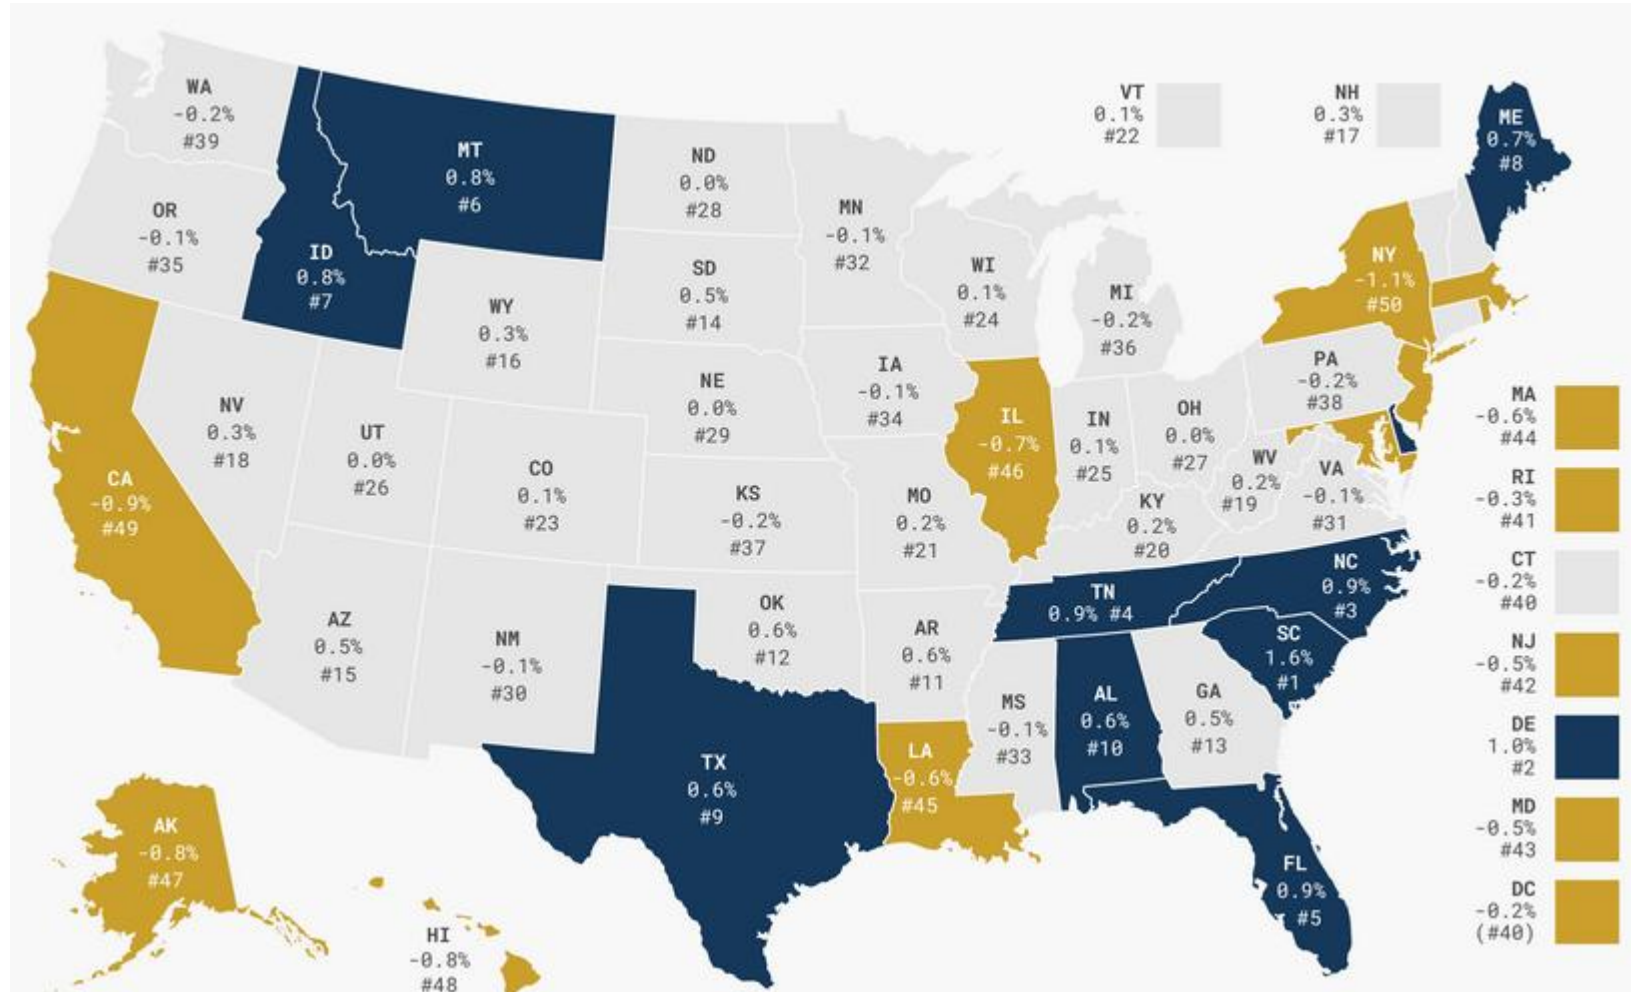 WA
-0.2%
#39
OR
-0.1%
#35
CA
-0.9%
#49
ID
0.8%
#7
MT
0.8%
#6
NV
0.3%
#18
UT
0.0%
#26
WY
0.3%
#16
CO
0.1%
#23
AZ
0.5%
#15
NM
-0.1%
#30
ND
0.0%
#28
SD
0.5%
#14
NE
0.0%
#29
KS
-0.2%
#37
OK
0.6%
#12
TX
0.6%
#9
MN
-0.1%
#32
IA
-0.1%
#34
MO
0.2%
#21
AR
0.6%
#11
LA
-0.6%
#45
WI
0.1%
#24
IL
-0.7%
#46
MI
-0.2%
#36
IN
0.1%
#25
OH
0.0%
#27
KY
0.2%
#20
TN
0.9% #4
MS
-0.1%
#33
AL
0.6%
#10
GA
0.5%
#13
FL
0.9%
#5
SC
1.6%
#1
NC
0.9%
#3
VA
-0.1%
#31
WV
0.2%
#19
PA
-0.2%
#38
NY
-1.1%
#50
VT
0.1%
#22
NH
0.3%
#17
ME
0.7%
#8
MA
-0.6%
#44
RI
-0.3%
#41
CT
-0.2%
#40
NJ
-0.5%
#42
DE
1.0%
#2
MD
-0.5%
#43
DC
-0.2%
(#40)
AK
-0.8%
#47
HI
-0.8%
#48